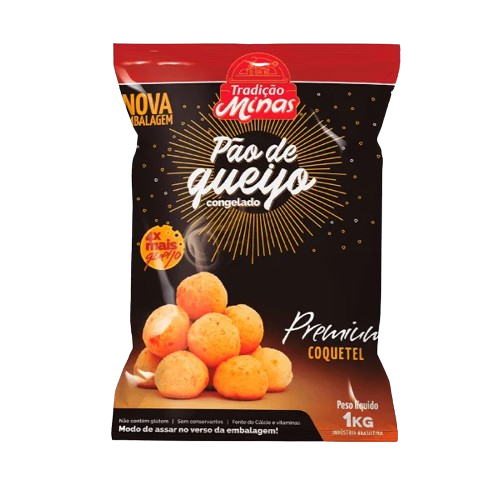 Tradição
Minas
NOVA
EMBALAGEM
Pão de
queijo
congelado
4x
mais
queijo
Premium
COQUETEL
Não contém glúten | Sem conservantes | Fonte de Cálcio e vitaminas
Modo de assar no verso da embalagem!
Peso líquido
1KG
INDÚSTRIA BRASILEIRA